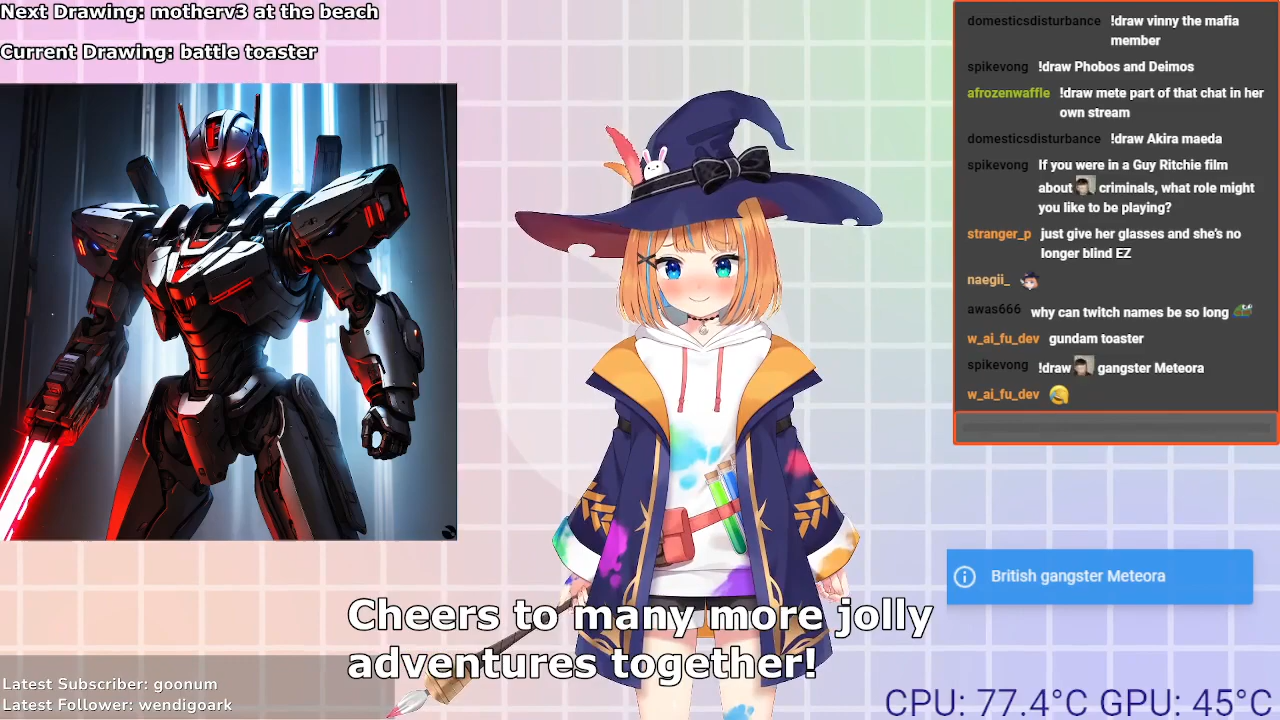 Next Drawing: motherv3 at the beach
Current Drawing: battle toaster
domesticsdisturbance !draw vinny the mafia
member
spikevong !draw Phobos and Deimos
afrozenwaffle !draw mete part of that chat in her
own stream
domesticsdisturbance !draw Akira maeda
spikevong If you were in a Guy Ritchie film
about criminals, what role might
you like to be playing?
stranger_p just give her glasses and she's no
longer blind EZ
naegii_
awas666 why can twitch names be so long
w_ai_fu_dev gundam toaster
spikevong !draw gangster Meteora
w_ai_fu_dev
British gangster Meteora
Cheers to many more jolly
adventures together!
Latest Subscriber: goonum
Latest Follower: wendigoark
CPU: 77.4°C GPU: 45°C